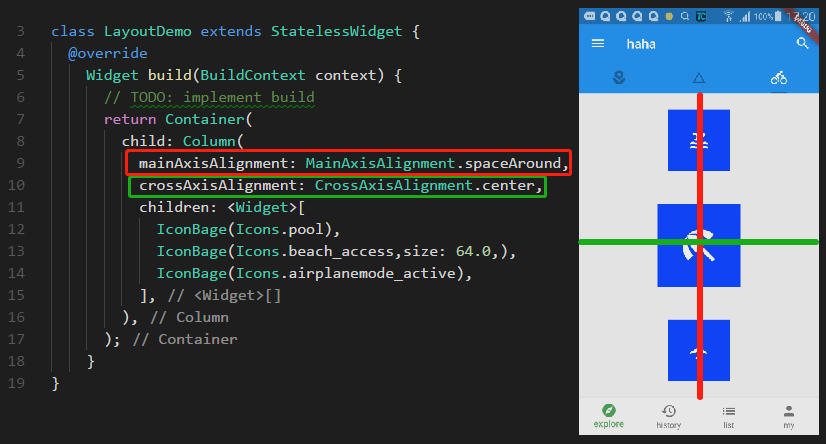 3 class LayoutDemo extends StatelessWidget {
4 @override
5 Widget build(BuildContext context) {
6 // TODO: implement build
7 return Container(
8 child: Column(
9 mainAxisAlignment: MainAxisAlignment.spaceAround,
10 crossAxisAlignment: CrossAxisAlignment.center,
11 children: <Widget>[
12 IconBage(Icons.pool),
13 IconBage(Icons.beach_access,size: 64.0,),
14 IconBage(Icons.airplanemode_active),
15 ], // <Widget>[]
16 ), // Column
17 ); // Container
18 }
19 }
100% 17:20
haha
explore history list my